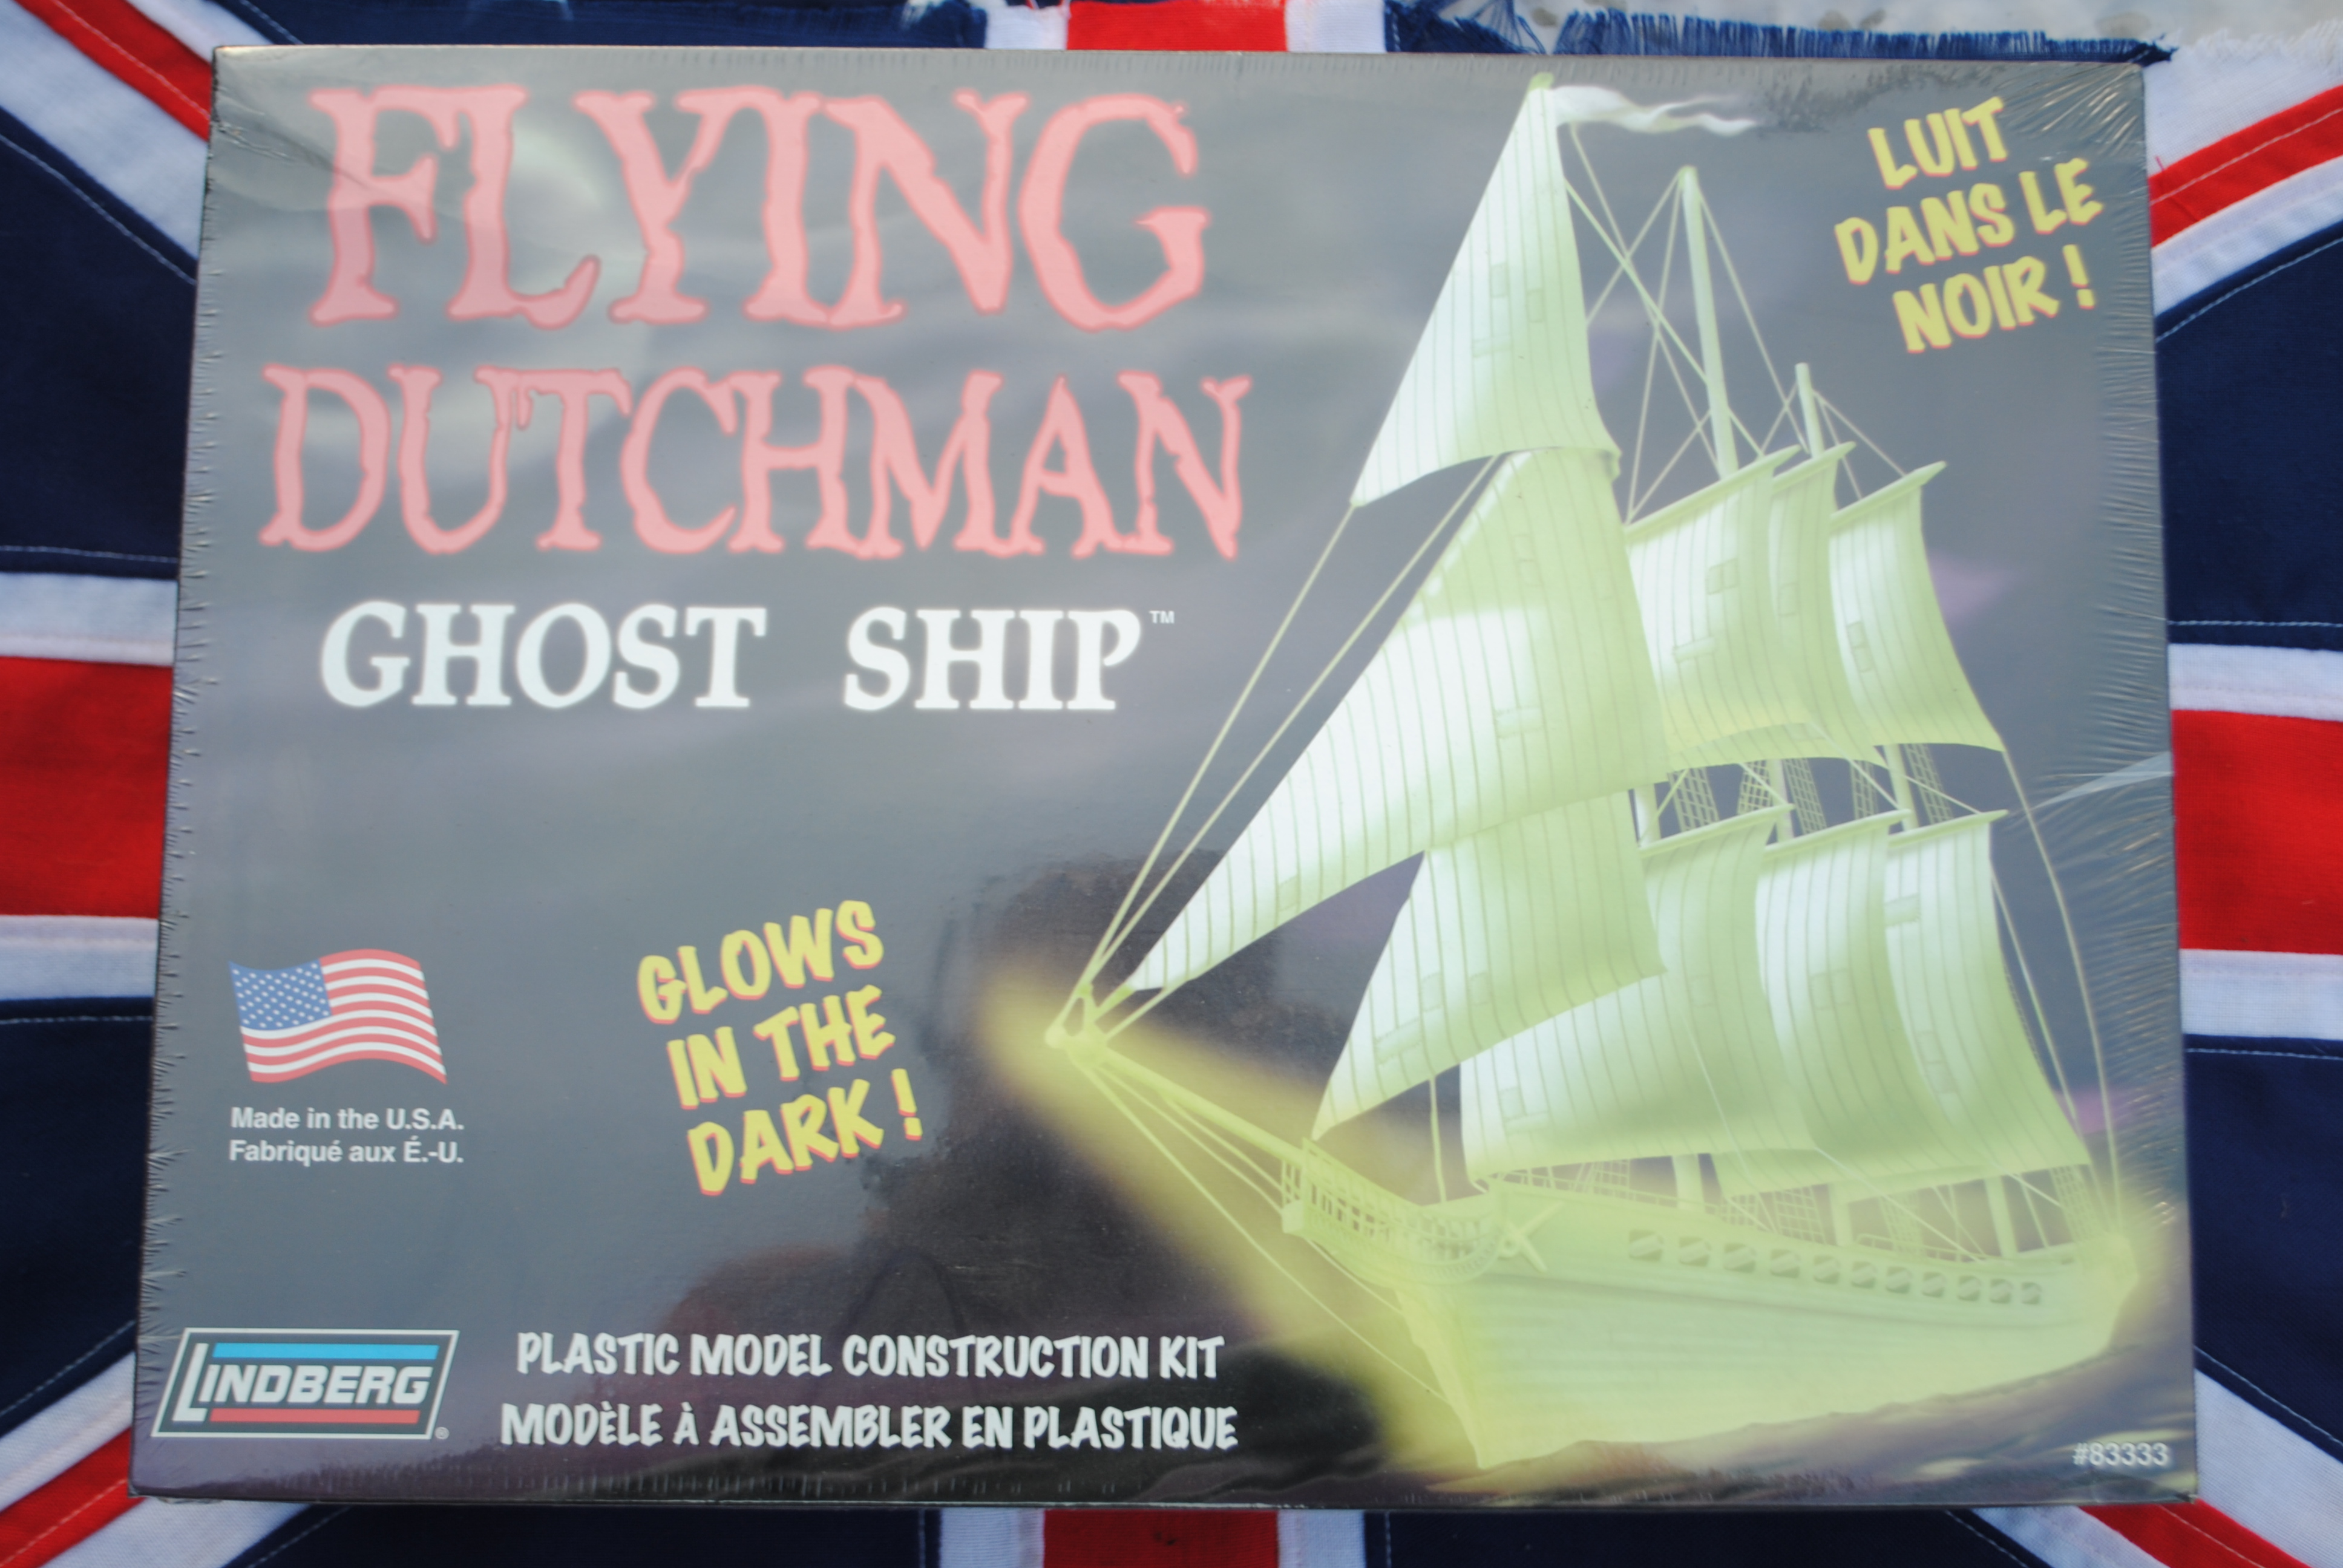 FLYING
DUTCHMAN
GHOST SHIP™
LUIT
DANS LE
NOIR !
GLOWS
IN THE
DARK !
Made in the U.S.A.
Fabriqué aux É.-U.
LINDBERG®
PLASTIC MODEL CONSTRUCTION KIT
MODÈLE À ASSEMBLER EN PLASTIQUE
#83333